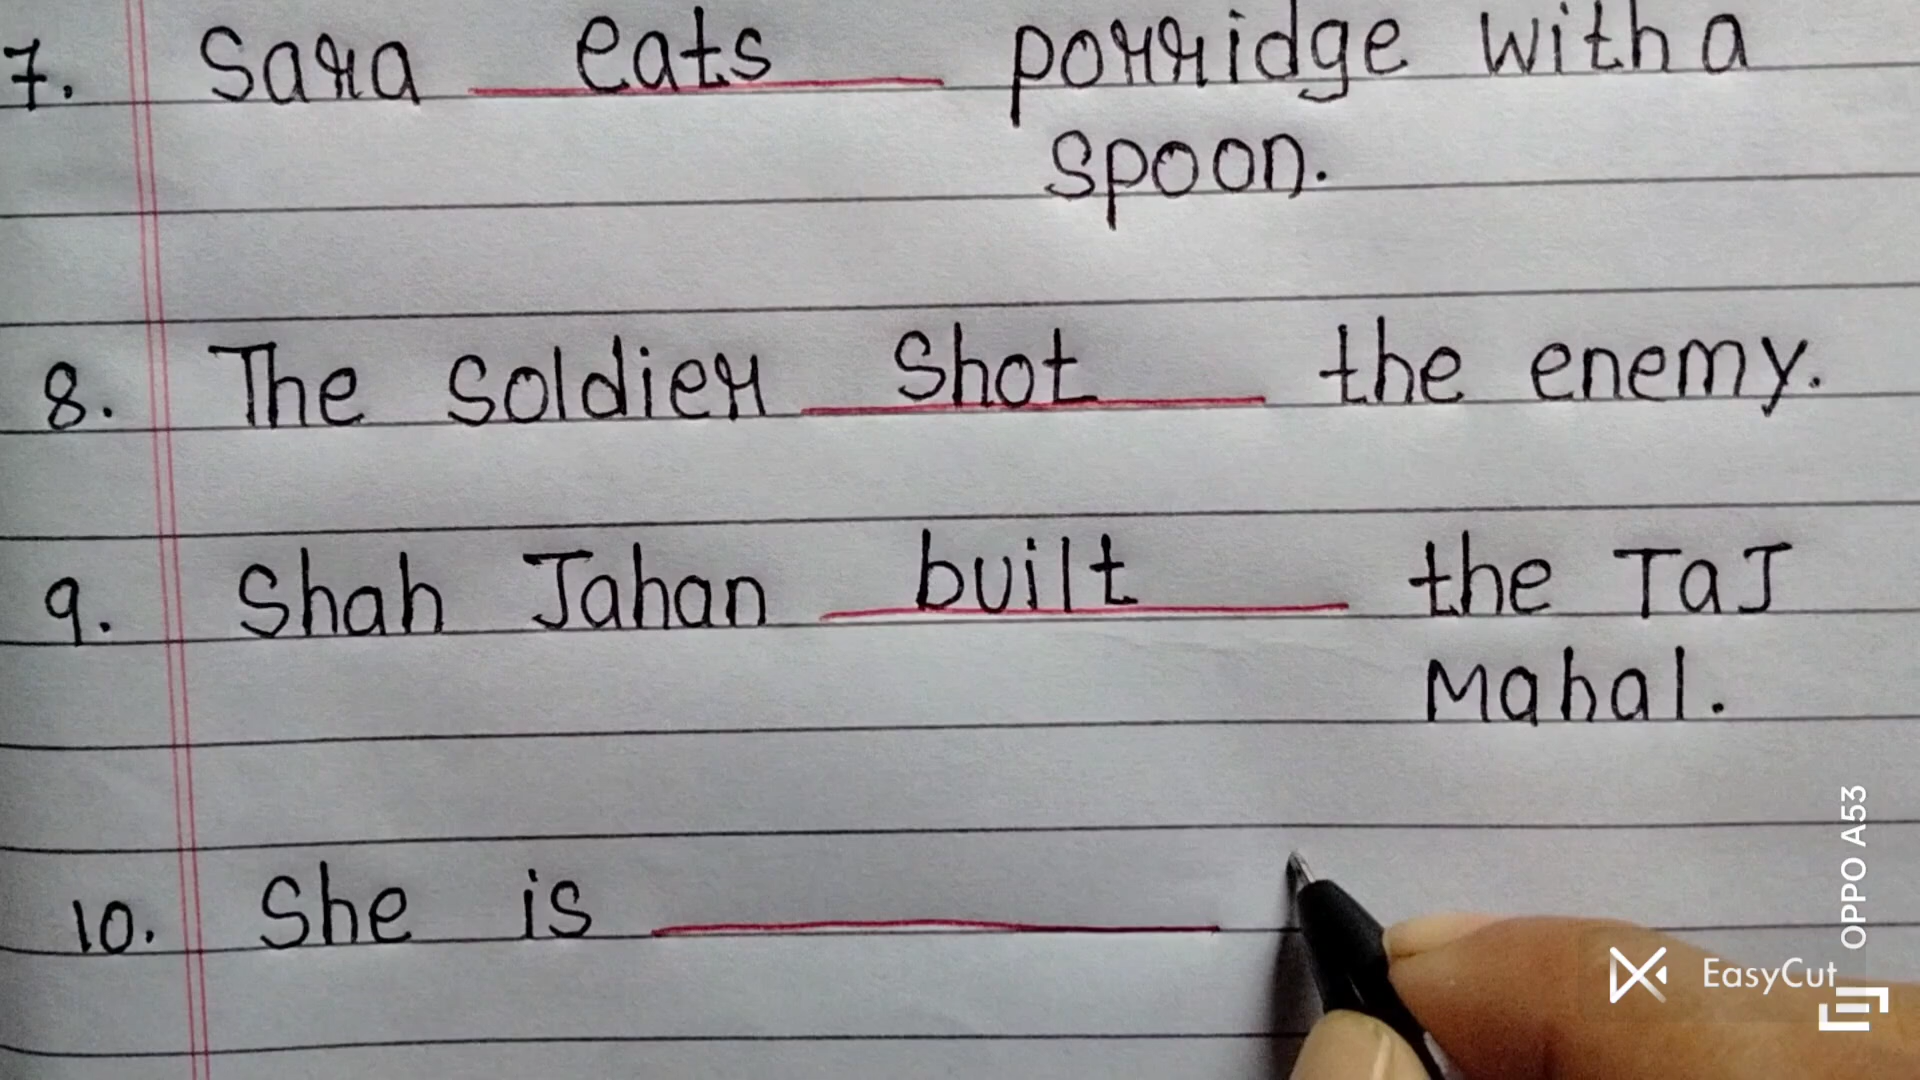 7. Sara eats porridge with a
spoon.
8. The Soldier Shot the enemy.
9. Shah Jahan built the TaJ
Mahal.
10. She is
OPPO A53
EasyCut